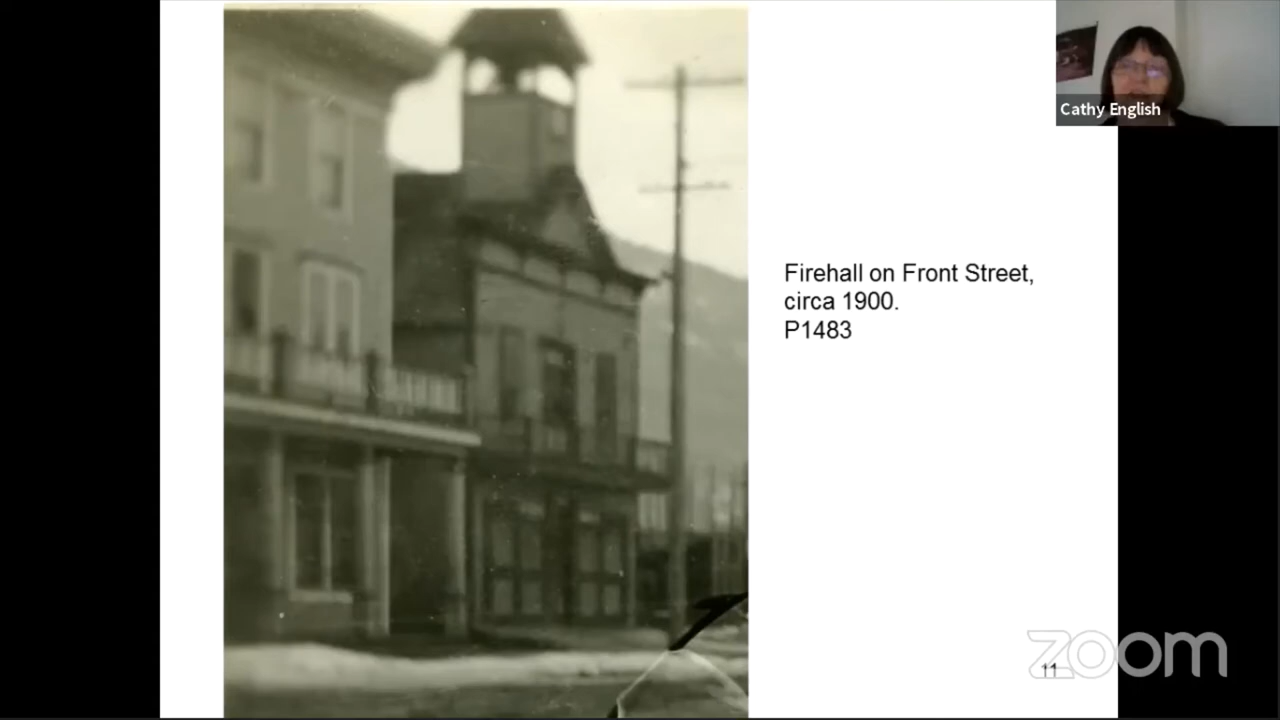 Cathy English
Firehall on Front Street,
circa 1900.
P1483
11
zoom